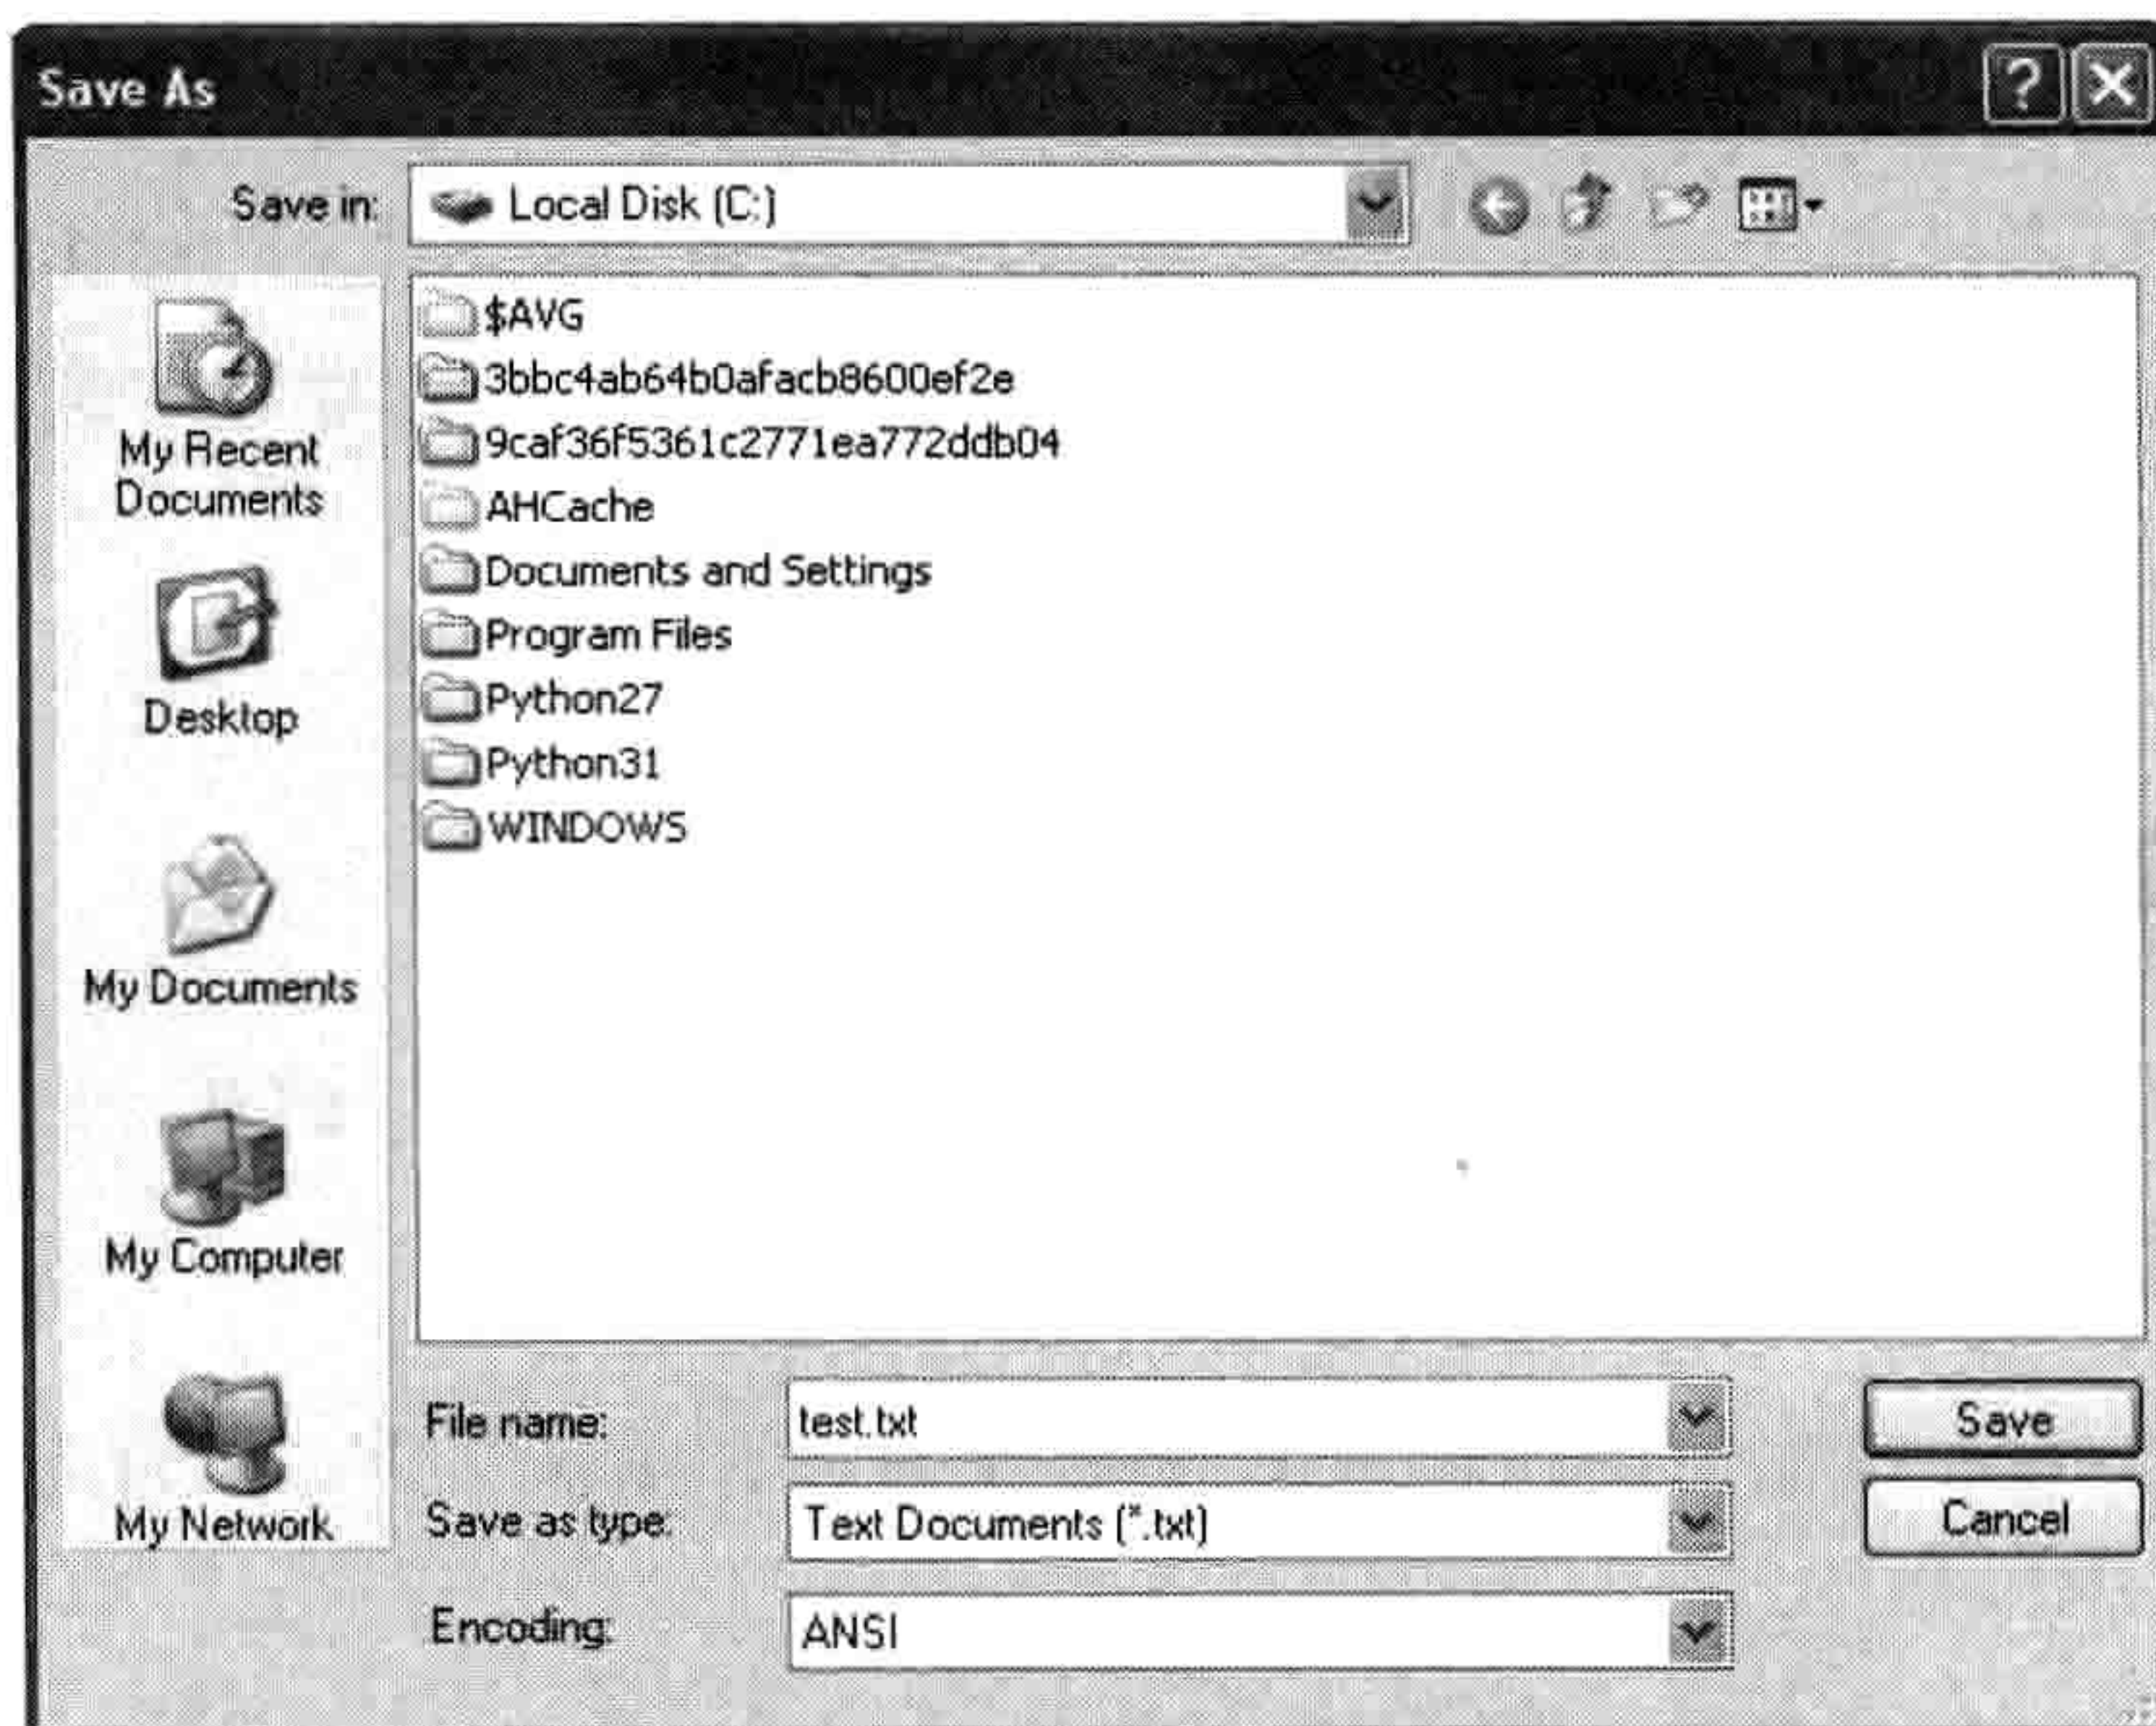 Save As
Save in:
Local Disk (C:)
My Recent
Documents
Desktop
My Documents
My Computer
My Network
$AVG
3bbc4ab64b0afacb8600ef2e
9caf36f5361c2771ea772ddb04
AHCache
Documents and Settings
Program Files
Python27
Python31
WINDOWS
File name:
test.txt
Save
Save as type:
Text Documents (*.txt)
Cancel
Encoding:
ANSI